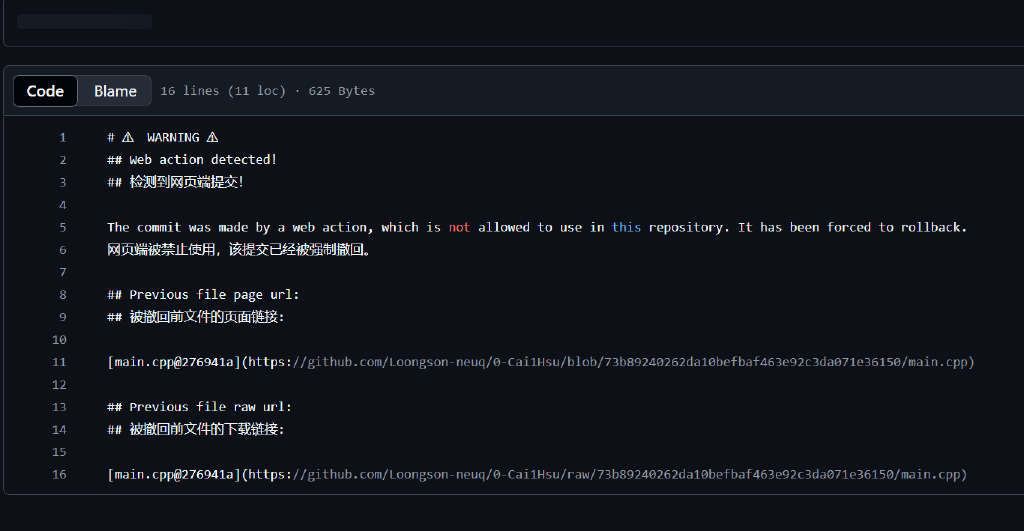 Code Blame 16 lines (11 loc) · 625 Bytes
1 # ⚠ WARNING ⚠
2 ## Web action detected!
3 ## 检测到网页端提交!
4
5 The commit was made by a web action, which is not allowed to use in this repository. It has been forced to rollback.
6 网页端被禁止使用，该提交已经被强制撤回。
7
8 ## Previous file page url:
9 ## 被撤回前文件的页面链接:
10
11 [main.cpp@276941a](https://github.com/Loongson-neuq/0-Cai1Hsu/blob/73b89240262da10befbaf463e92c3da071e36150/main.cpp)
12
13 ## Previous file raw url:
14 ## 被撤回前文件的下载链接:
15
16 [main.cpp@276941a](https://github.com/Loongson-neuq/0-Cai1Hsu/raw/73b89240262da10befbaf463e92c3da071e36150/main.cpp)